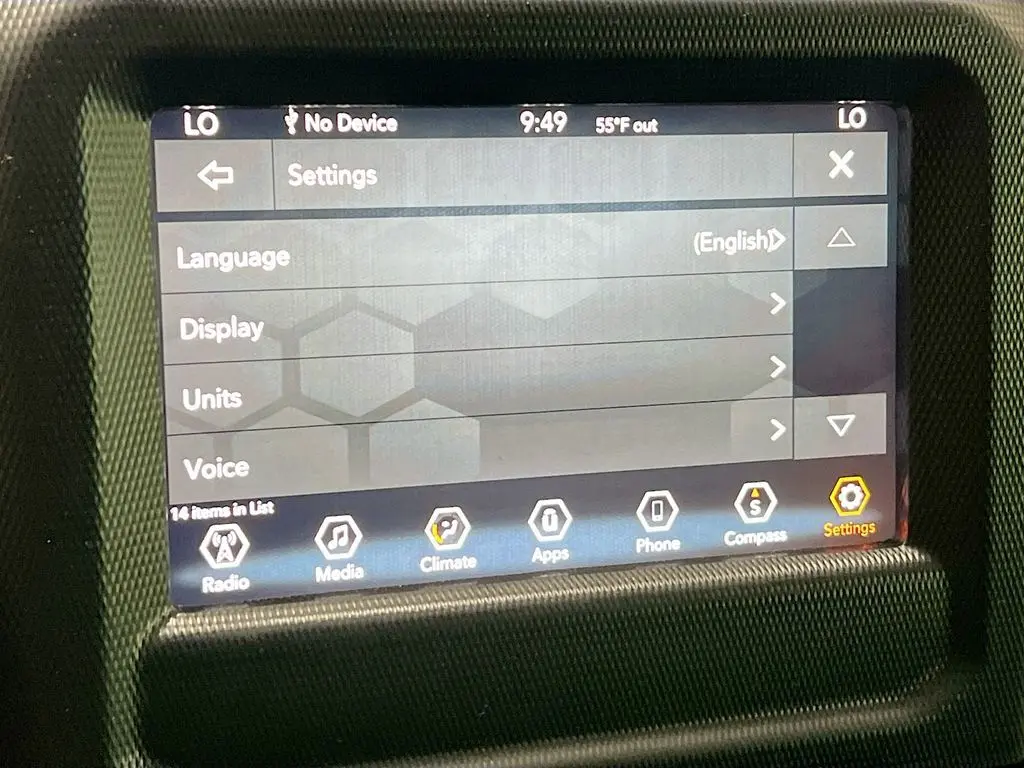 LO No Device 9:49 55°F out LO
Settings X
Language (English)
Display
Units
Voice
14 items in List
Radio Media Climate Apps Phone S Compass Settings